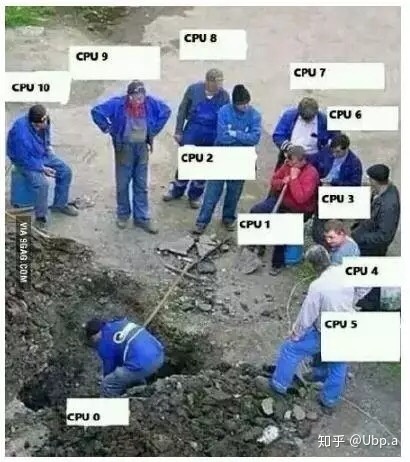 CPU 8
CPU 9
CPU 7
CPU 10
CPU 6
CPU 2
CPU 3
CPU 1
CPU 4
CPU 5
CPU 0
VIA 9GAG.COM
知乎 @Ubp.a